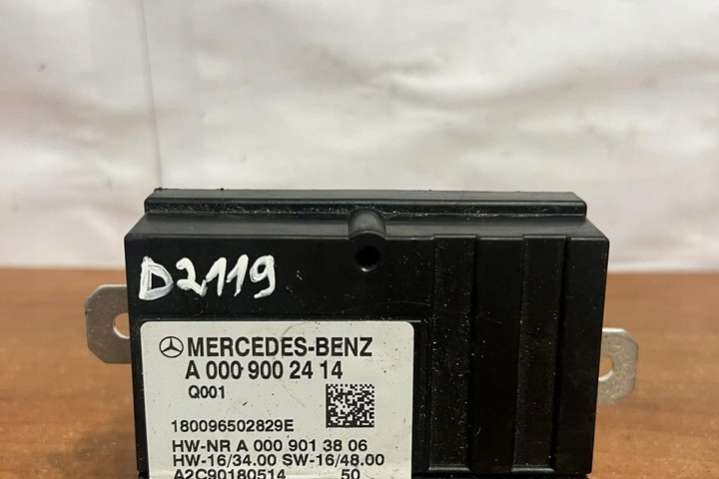 D2119
MERCEDES-BENZ
A 000 900 24 14
Q001
180096502829E
HW-NR A 000 901 38 06
HW-16/34.00 SW-16/48.00
A2C90180514 50